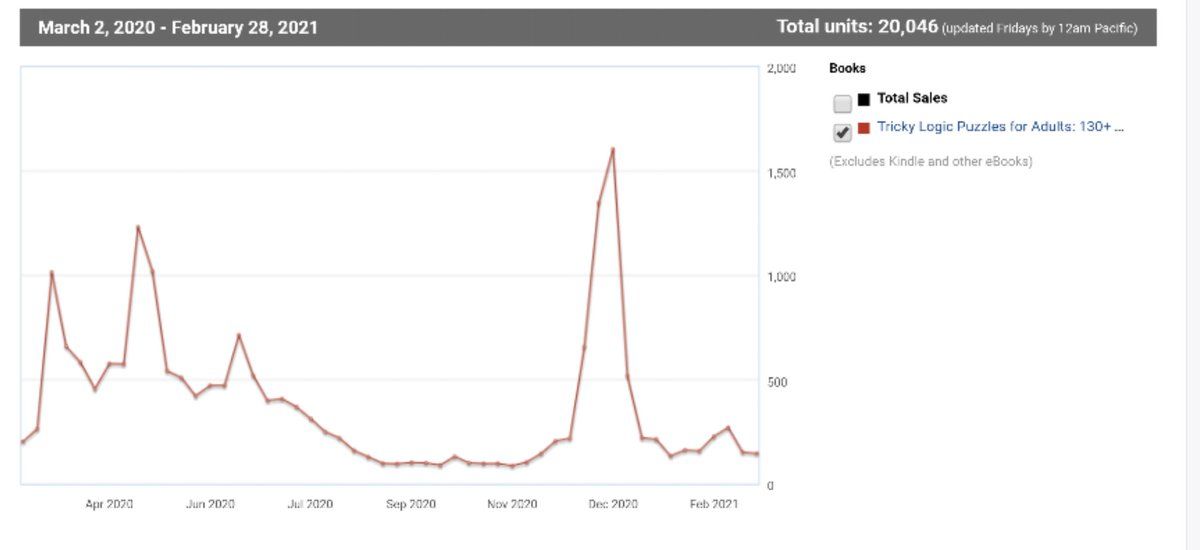 March 2, 2020 - February 28, 2021
Total units: 20,046 (updated Fridays by 12am Pacific)
2,000
1,500
1,000
500
0
Apr 2020 Jun 2020 Jul 2020 Sep 2020 Nov 2020 Dec 2020 Feb 2021
Books
Total Sales
Tricky Logic Puzzles for Adults: 130+ ...
(Excludes Kindle and other eBooks)